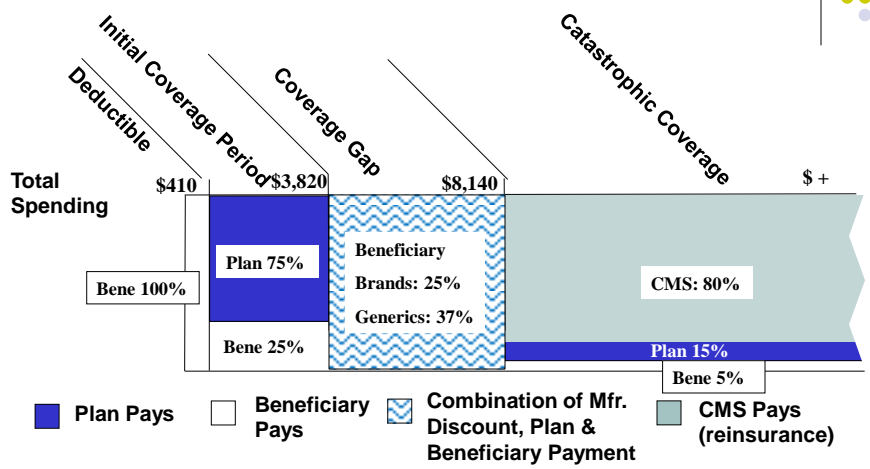 Deductible
Initial Coverage Period
Coverage Gap
Catastrophic Coverage
Total
Spending
$410
$3,820
$8,140
$ +
Bene 100%
Plan 75%
Bene 25%
Beneficiary
Brands: 25%
Generics: 37%
CMS: 80%
Plan 15%
Bene 5%
Plan Pays
Beneficiary
Pays
Combination of Mfr.
Discount, Plan &
Beneficiary Payment
CMS Pays
(reinsurance)